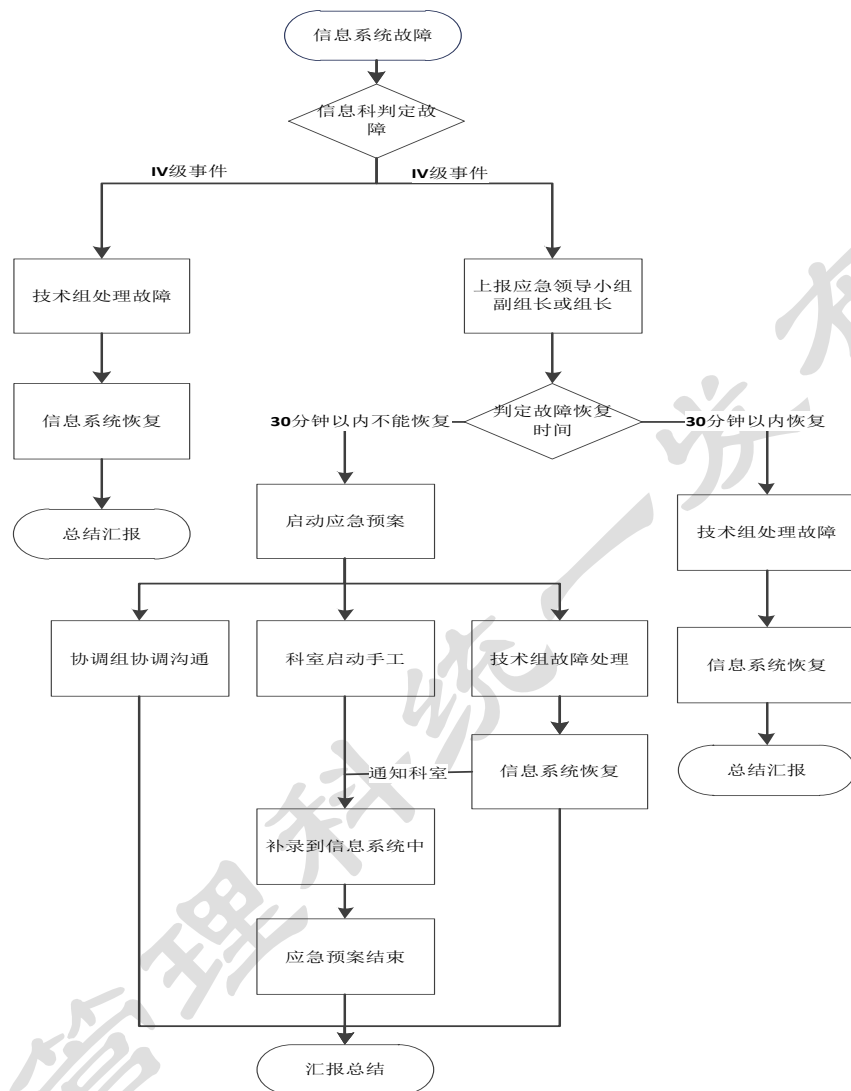 信息系统故障
信息科判定故
障
IV级事件
IV级事件
技术组处理故障
上报应急领导小组
副组长或组长
信息系统恢复
判定故障恢复
时间
30分钟以内不能恢复
30分钟以内恢复
总结汇报
启动应急预案
技术组处理故障
协调组协调沟通
科室启动手工
技术组故障处理
信息系统恢复
通知科室
信息系统恢复
总结汇报
补录到信息系统中
应急预案结束
汇报总结
管理科统一发布